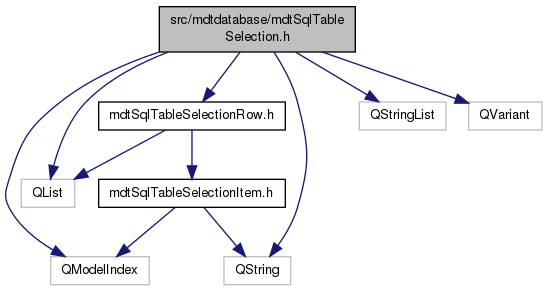 src/mdtdatabase/mdtSqlTable
Selection.h
mdtSqlTableSelectionRow.h
QStringList
QVariant
QList
mdtSqlTableSelectionItem.h
QModelIndex
QString